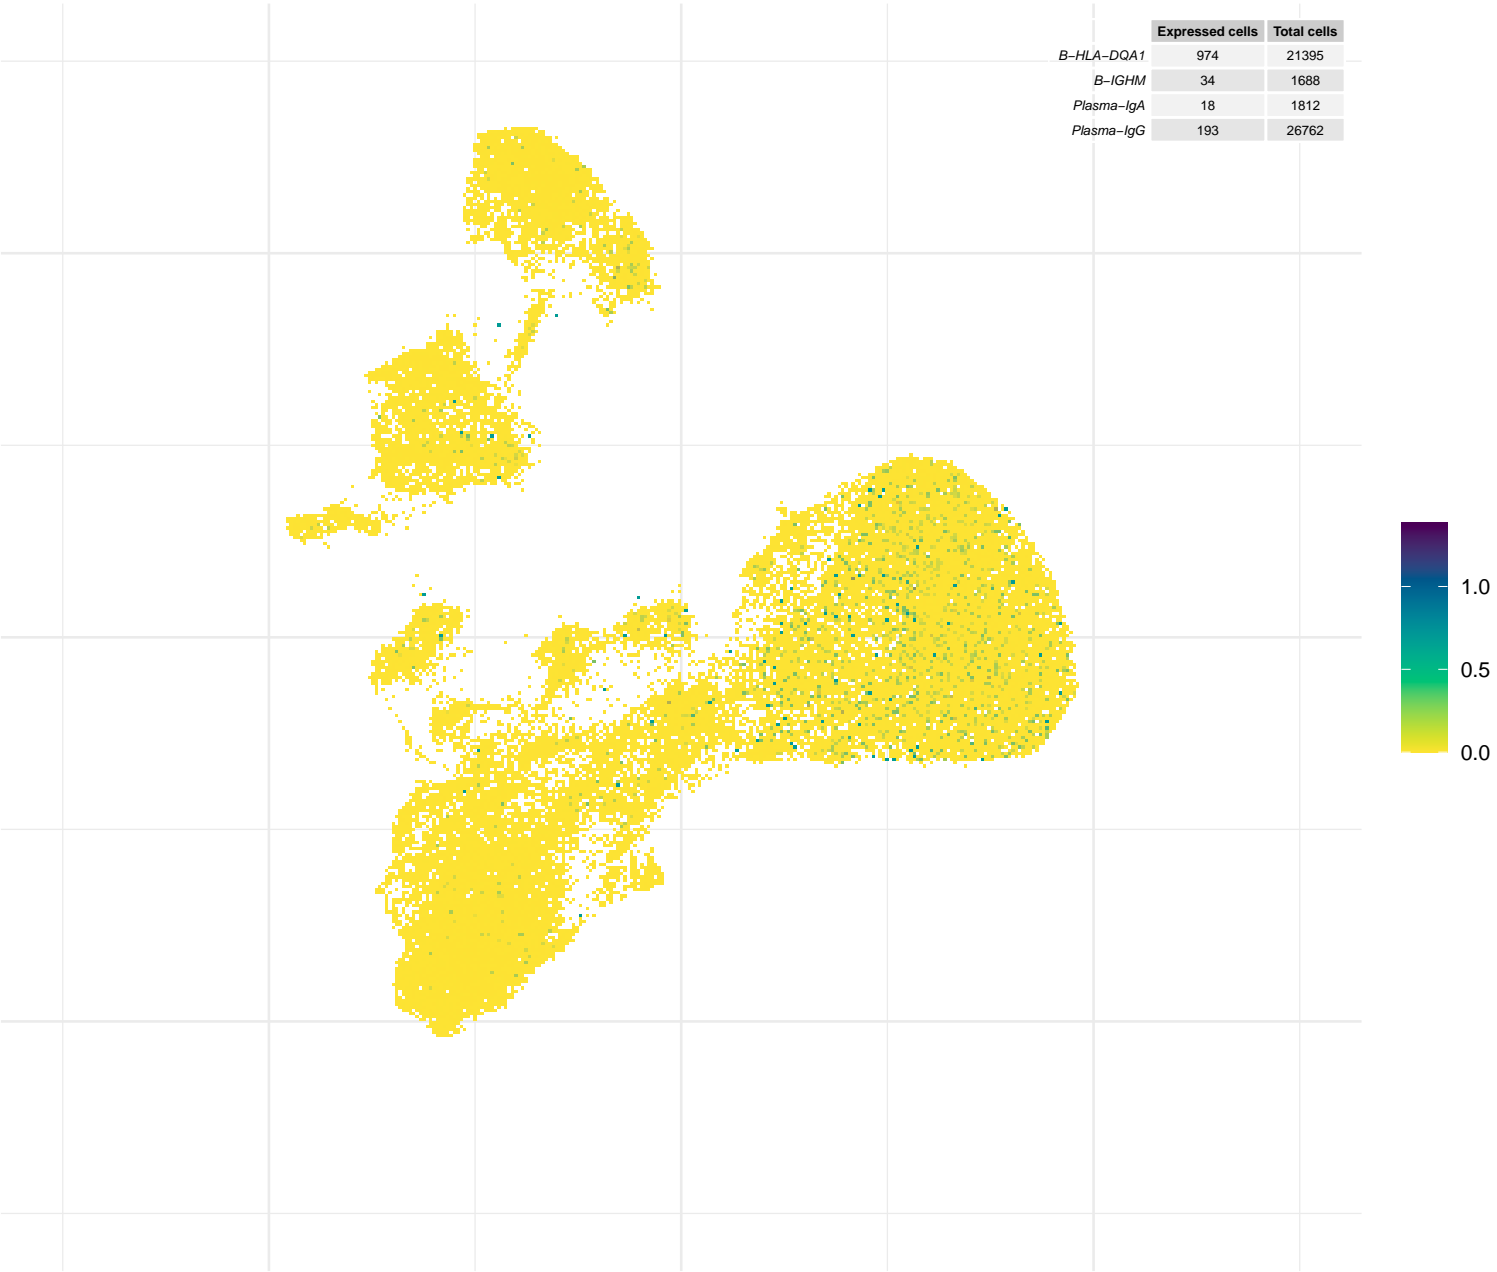 Expressed cells Total cells
B−HLA−DQA1 974 21395
B−IGHM 34 1688
Plasma−IgA 18 1812
Plasma−IgG 193 26762
1.0
0.5
0.0